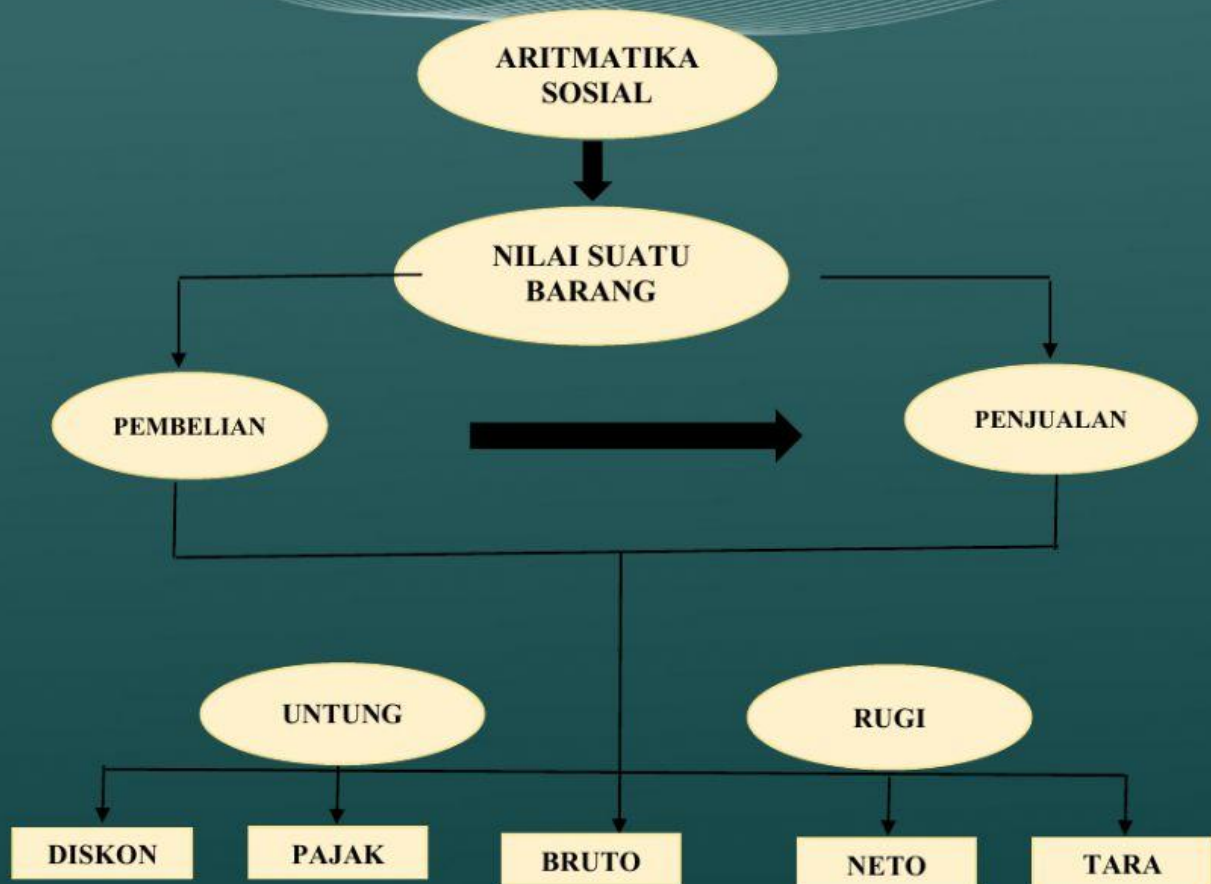 ARITMATIKA
SOSIAL
NILAI SUATU
BARANG
PEMBELIAN
PENJUALAN
UNTUNG
RUGI
DISKON
PAJAK
BRUTO
NETO
TARA